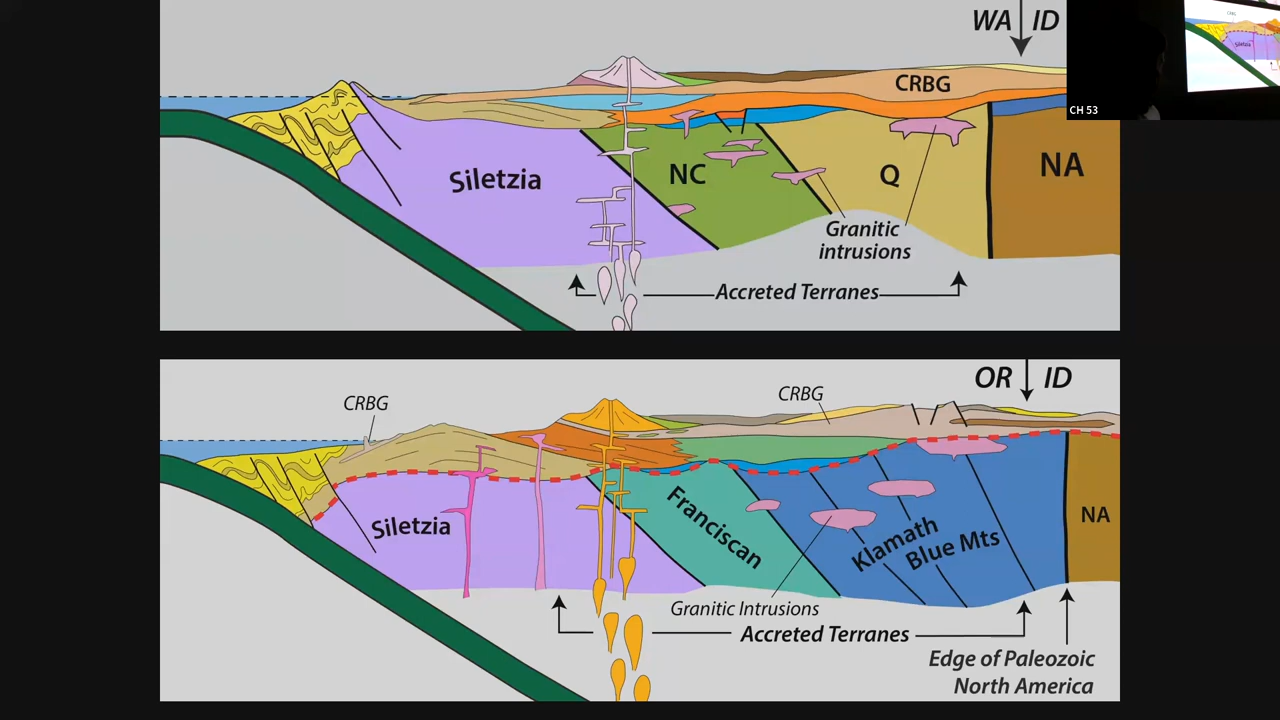 WA ID
CH 53
CRBG
Siletzia
NC
Q
NA
Granitic
intrusions
Accreted Terranes
OR ID
CRBG
CRBG
Siletzia
Franciscan
Klamath
Blue Mts
NA
Granitic Intrusions
Accreted Terranes
Edge of Paleozoic
North America